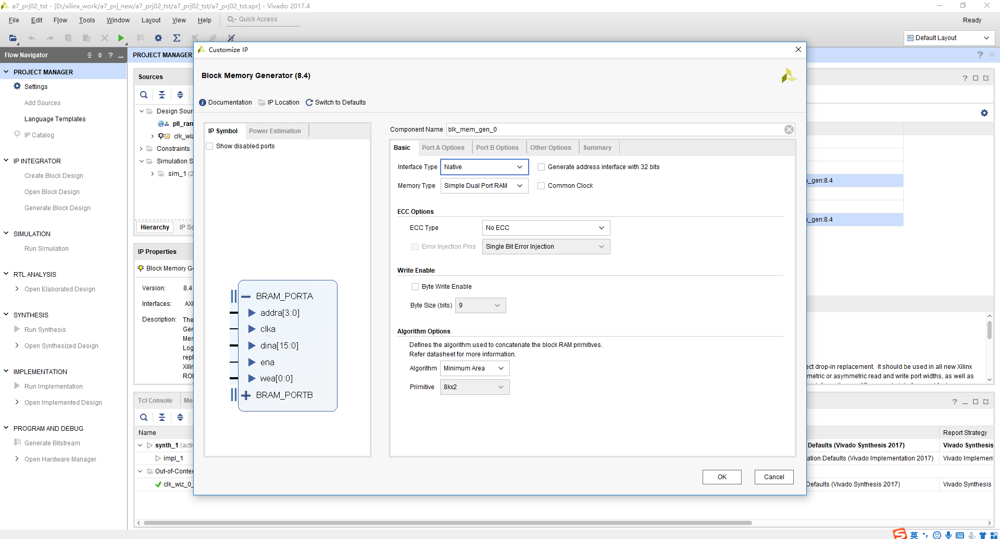 a7_prj02_tst - [D:/xilinx_work/a7_prj_new/a7_prj02_tst/a7_prj02_tst/a7_prj02_tst.xpr] - Vivado 2017.4
File Edit Flow Tools Window Layout View Help Quick Access Ready
Default Layout
Flow Navigator
PROJECT MANAGER
Settings
Add Sources
Language Templates
IP Catalog
IP INTEGRATOR
Create Block Design
Open Block Design
Generate Block Design
SIMULATION
Run Simulation
RTL ANALYSIS
Open Elaborated Design
SYNTHESIS
Run Synthesis
Open Synthesized Design
IMPLEMENTATION
Run Implementation
Open Implemented Design
PROGRAM AND DEBUG
Generate Bitstream
Open Hardware Manager
PROJECT MANAGER
Sources
Design Sour
pll_ram
clk_wiz
Constraints
Simulation S
sim_1 (2
Hierarchy IP So
IP Properties
Block Memory Ge
Version: 8.4
Interfaces: AXI
Description: The
Gen
Mem
Log
repl
Xilin
ROM
Tcl Console Me
Name
synth_1 (activ
impl_1
Out-of-Contex
clk_wiz_0_
Customize IP
Block Memory Generator (8.4)
Documentation IP Location Switch to Defaults
IP Symbol Power Estimation
Show disabled ports
BRAM_PORTA
addra[3:0]
clka
dina[15:0]
ena
wea[0:0]
BRAM_PORTB
Component Name blk_mem_gen_0
Basic Port A Options Port B Options Other Options Summary
Interface Type Native Generate address interface with 32 bits
Memory Type Simple Dual Port RAM Common Clock
ECC Options
ECC Type No ECC
Error Injection Pins Single Bit Error Injection
Write Enable
Byte Write Enable
Byte Size (bits) 9
Algorithm Options
Defines the algorithm used to concatenate the block RAM primitives.
Refer datasheet for more information.
Algorithm Minimum Area
Primitive 8kx2
OK Cancel
_gen:8.4
_gen:8.4
ect drop-in replacement. It should be used in all new Xilinx
metric or asymmetric read and write port widths, as well as
Report Strategy
Defaults (Vivado Synthesis 2017) Vivado Synthesis
ation Defaults (Vivado Implementation 2017) Vivado Implemen
Defaults (Vivado Synthesis 2017) Vivado Synthesis
英